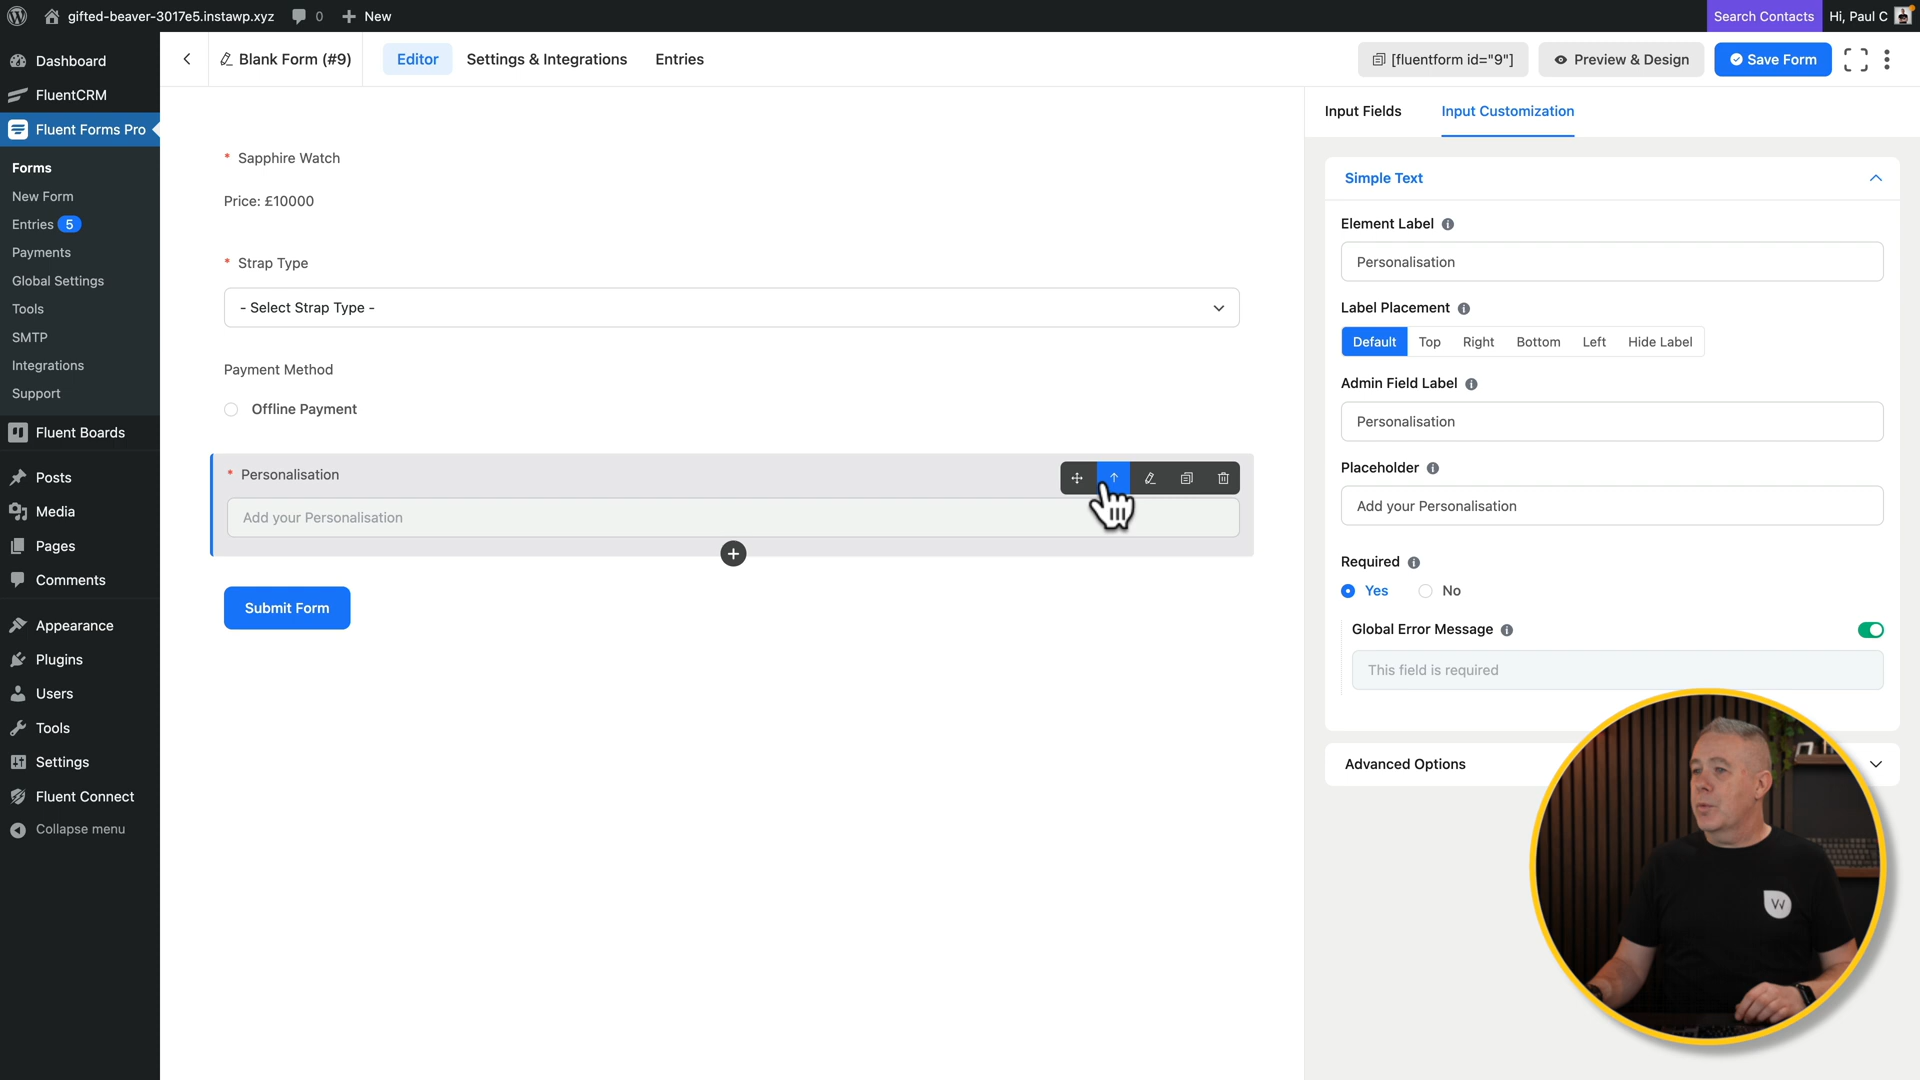 gifted-beaver-3017e5.instawp.xyz
0
New
Search Contacts
Hi, Paul C
Dashboard
FluentCRM
Fluent Forms Pro
Forms
New Form
Entries 5
Payments
Global Settings
Tools
SMTP
Integrations
Support
Fluent Boards
Posts
Media
Pages
Comments
Appearance
Plugins
Users
Tools
Settings
Fluent Connect
Collapse menu
Blank Form (#9)
Editor
Settings & Integrations
Entries
[fluentform id="9"]
Preview & Design
Save Form
* Sapphire Watch
Price: £10000
* Strap Type
- Select Strap Type -
Payment Method
Offline Payment
* Personalisation
Add your Personalisation
Submit Form
Input Fields
Input Customization
Simple Text
Element Label
Personalisation
Label Placement
Default
Top
Right
Bottom
Left
Hide Label
Admin Field Label
Personalisation
Placeholder
Add your Personalisation
Required
Yes
No
Global Error Message
This field is required
Advanced Options
W